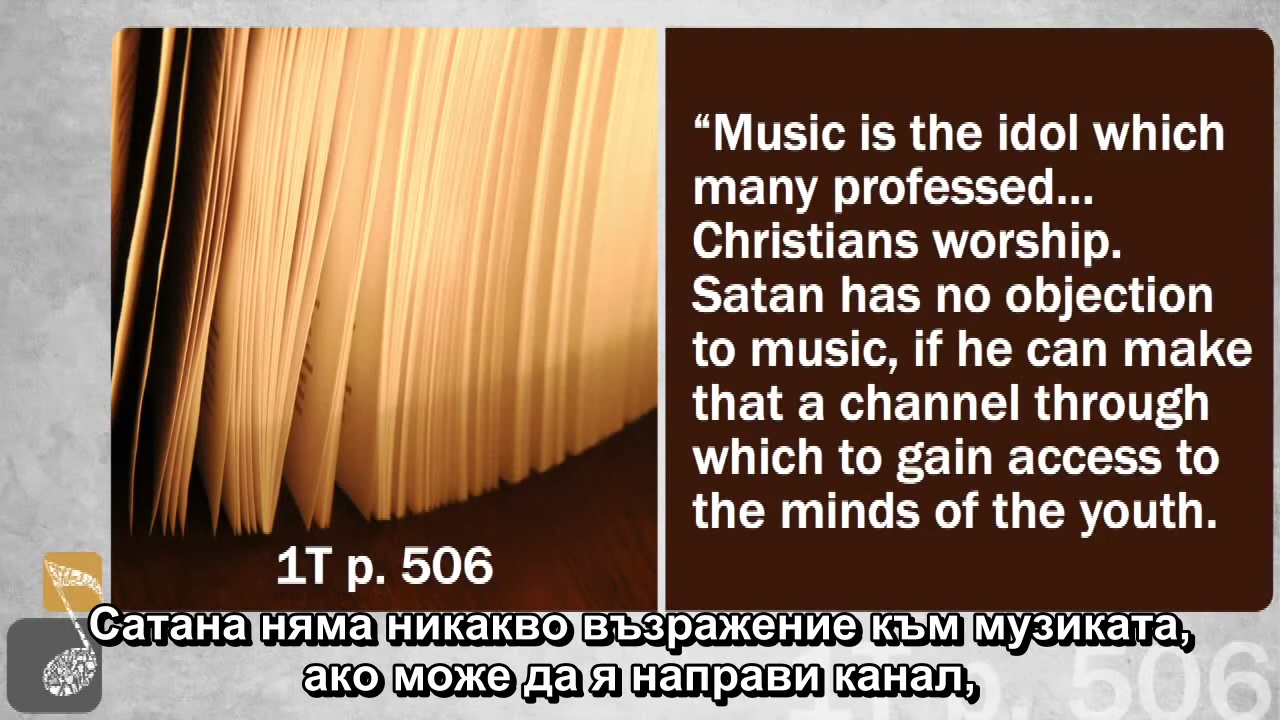 “Music is the idol which
many professed...
Christians worship.
Satan has no objection
to music, if he can make
that a channel through
which to gain access to
the minds of the youth.
1T p. 506
Сатана няма никакво възражение към музиката,
ако може да я направи канал,
1T p. 506